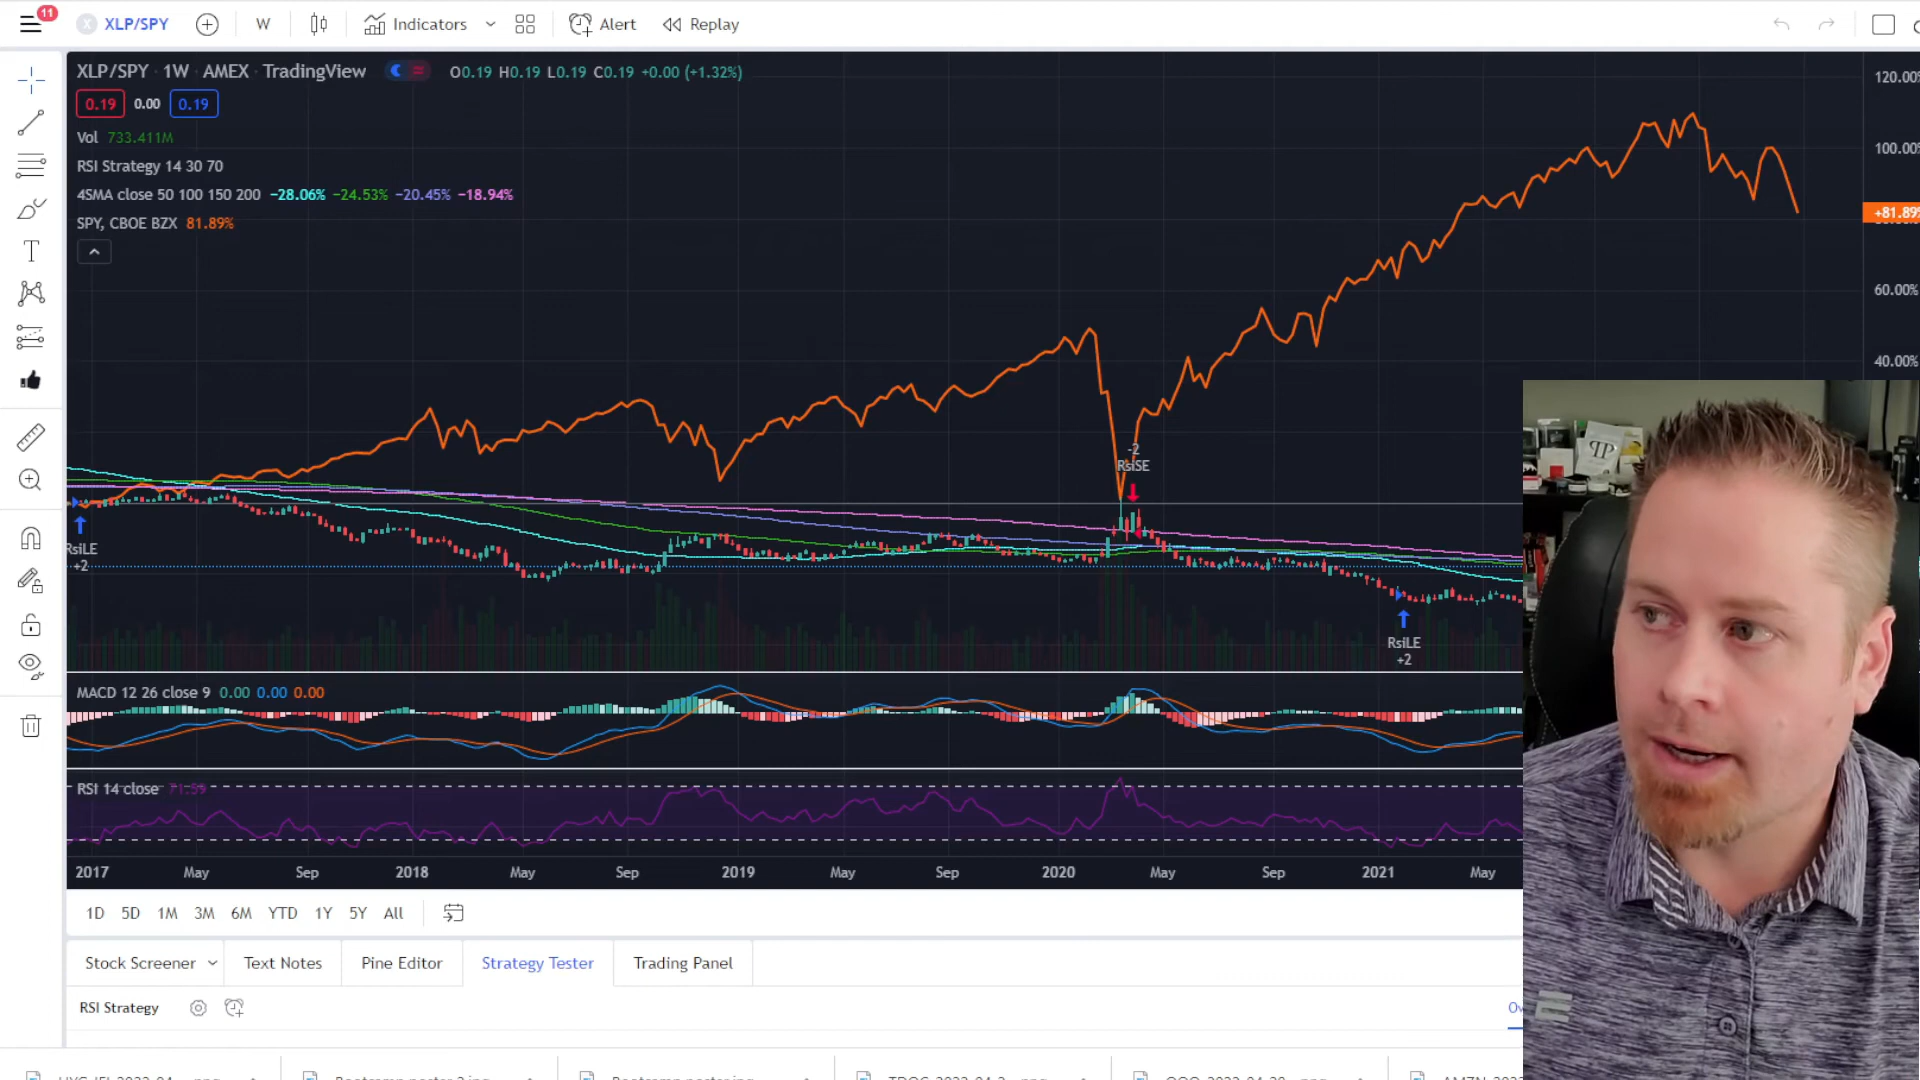 11
XLP/SPY
W
Indicators
Alert
Replay
XLP/SPY · 1W · AMEX · TradingView
O0.19 H0.19 L0.19 C0.19 +0.00 (+1.32%)
0.19 0.00 0.19
Vol 733.411M
RSI Strategy 14 30 70
4SMA close 50 100 150 200 −28.06% −24.53% −20.45% −18.94%
SPY, CBOE BZX 81.89%
120.00%
100.00%
+81.89%
60.00%
40.00%
-2
RsiSE
RsiLE
+2
RsiLE
+2
MACD 12 26 close 9 0.00 0.00 0.00
RSI 14 close 71.59
2017 May Sep 2018 May Sep 2019 May Sep 2020 May Sep 2021 May
1D 5D 1M 3M 6M YTD 1Y 5Y All
Stock Screener
Text Notes
Pine Editor
Strategy Tester
Trading Panel
RSI Strategy
Ov